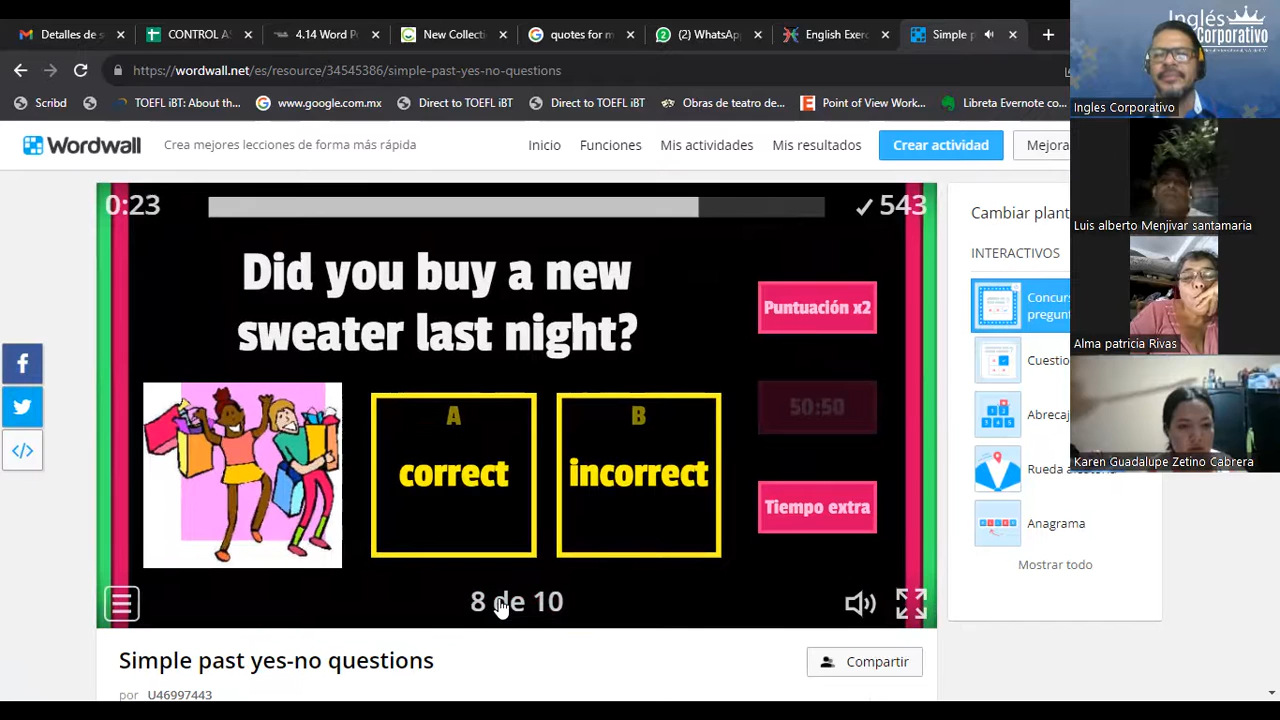 Detalles de s
CONTROL AS
4.14 Word P
New Collecti
quotes for m
(2) WhatsAp
English Exerc
Simple p
https://wordwall.net/es/resource/34545386/simple-past-yes-no-questions
Scribd
TOEFL iBT: About th...
www.google.com.mx
Direct to TOEFL iBT
Direct to TOEFL iBT
Obras de teatro de...
Point of View Work...
Libreta Evernote co...
Wordwall
Crea mejores lecciones de forma más rápida
Inicio
Funciones
Mis actividades
Mis resultados
Crear actividad
Mejora
0:23
543
Did you buy a new
sweater last night?
A
correct
B
incorrect
Puntuación x2
50:50
Tiempo extra
8 de 10
Simple past yes-no questions
Compartir
por U46997443
Cambiar plant
INTERACTIVOS
Concurs
pregunt
Cuestio
Abrecaj
Rueda aleatoria
Anagrama
Mostrar todo
Inglés
Corporativo
Ingles Corporativo
Luis alberto Menjivar santamaria
Alma patricia Rivas
Karen Guadalupe Zetino Cabrera